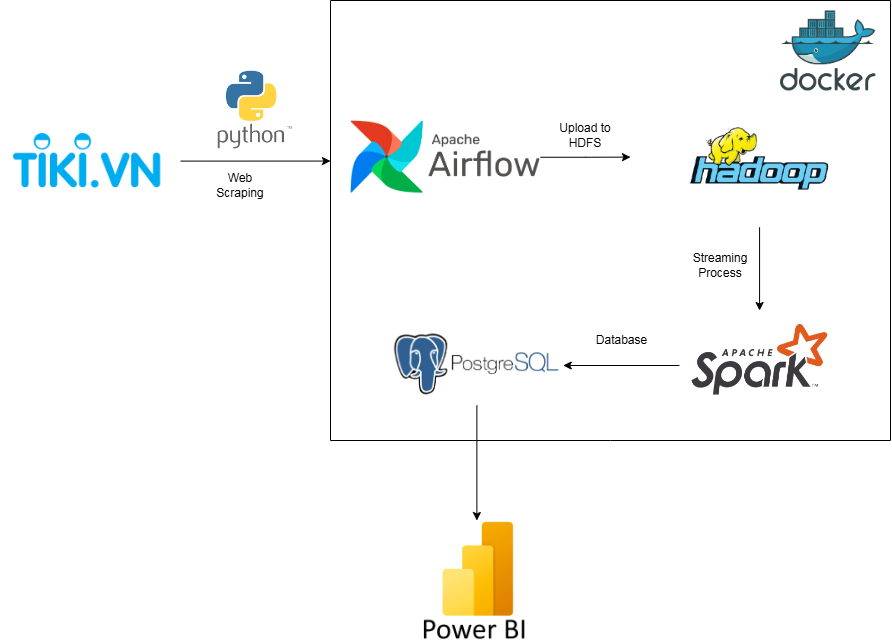 docker
python™
TIKI.VN
Web
Scraping
Apache
Airflow
Upload to
HDFS
hadoop
Streaming
Process
APACHE
Spark™
Database
PostgreSQL
Power BI